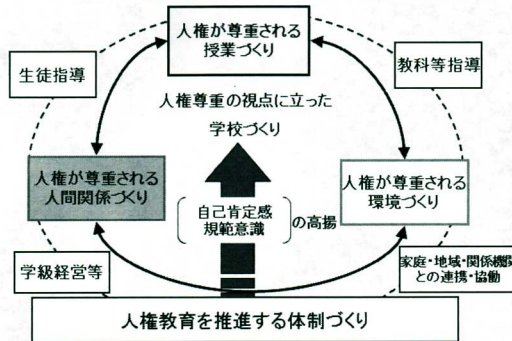 人権が尊重される
授業づくり
生徒指導
教科等指導
人権尊重の視点に立った
学校づくり
人権が尊重される
人間関係づくり
人権が尊重される
環境づくり
自己肯定感
規範意識
の高揚
学級経営等
家庭・地域・関係機関
との連携・協働
人権教育を推進する体制づくり